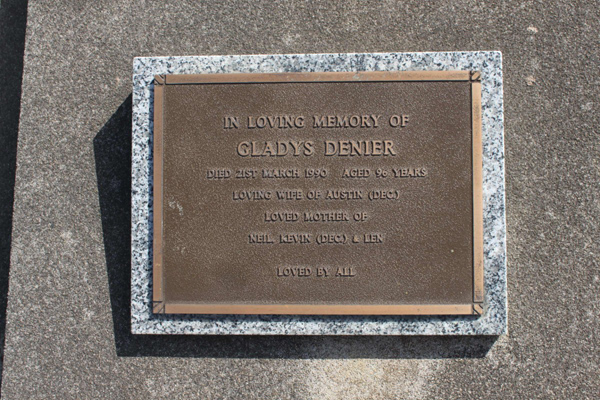 IN LOVING MEMORY OF
GLADYS DENIER
DIED 21ST MARCH 1990 AGED 96 YEARS
LOVING WIFE OF AUSTIN (DEC.)
LOVED MOTHER OF
NEIL, KEVIN (DEC.) & LEN
LOVED BY ALL